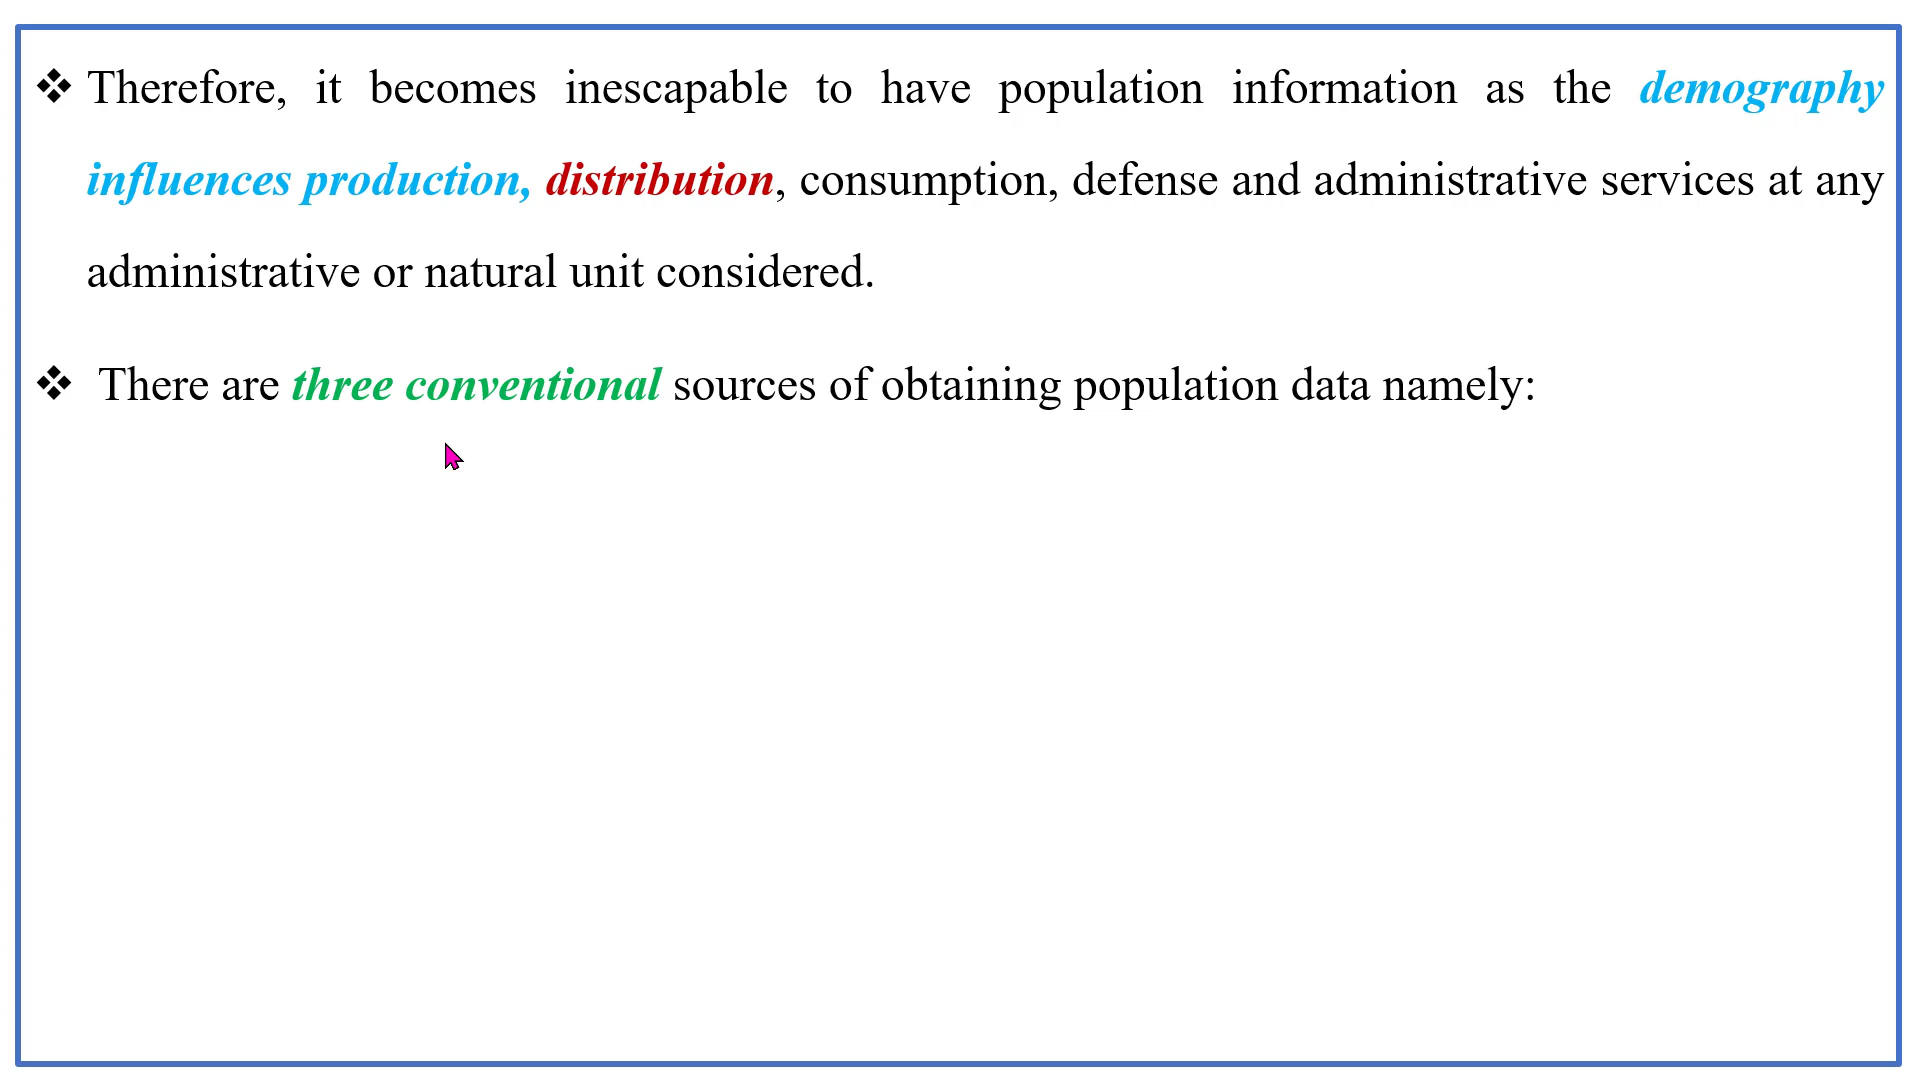 ❖ Therefore, it becomes inescapable to have population information as the demography
influences production, distribution, consumption, defense and administrative services at any
administrative or natural unit considered.
❖ There are three conventional sources of obtaining population data namely: